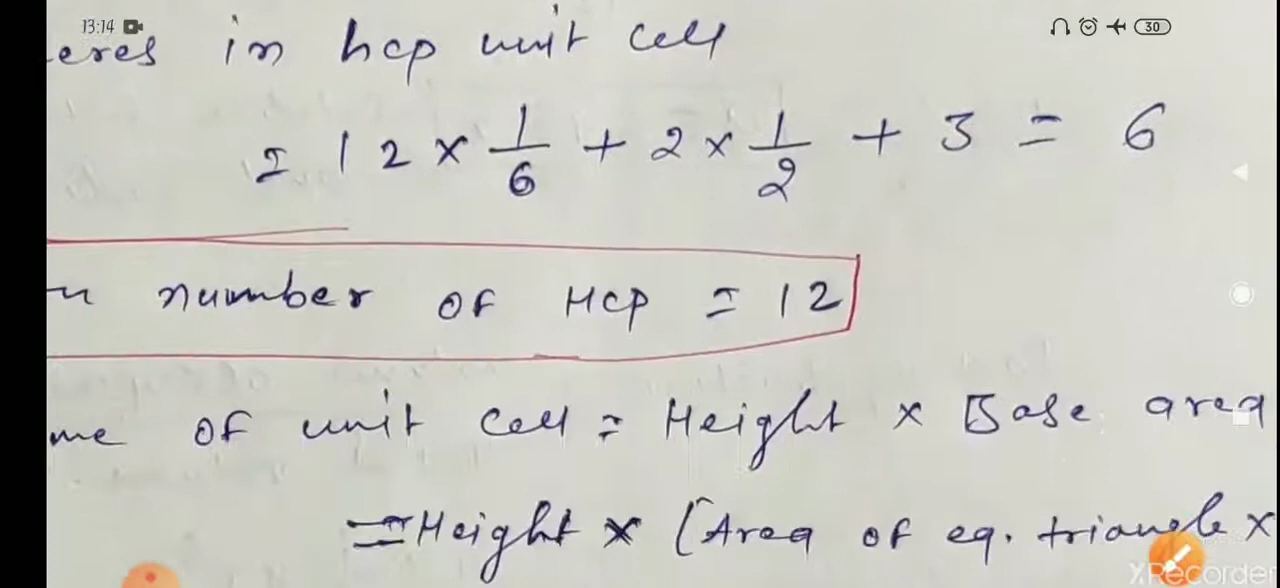 13:14 30
eres in hcp unit cell
= 12 × 1/6 + 2 × 1/2 + 3 = 6
n number of Hcp = 12
me of unit cell = Height × Base area
= Height × (Area of eq. triangle ×
XRecorder